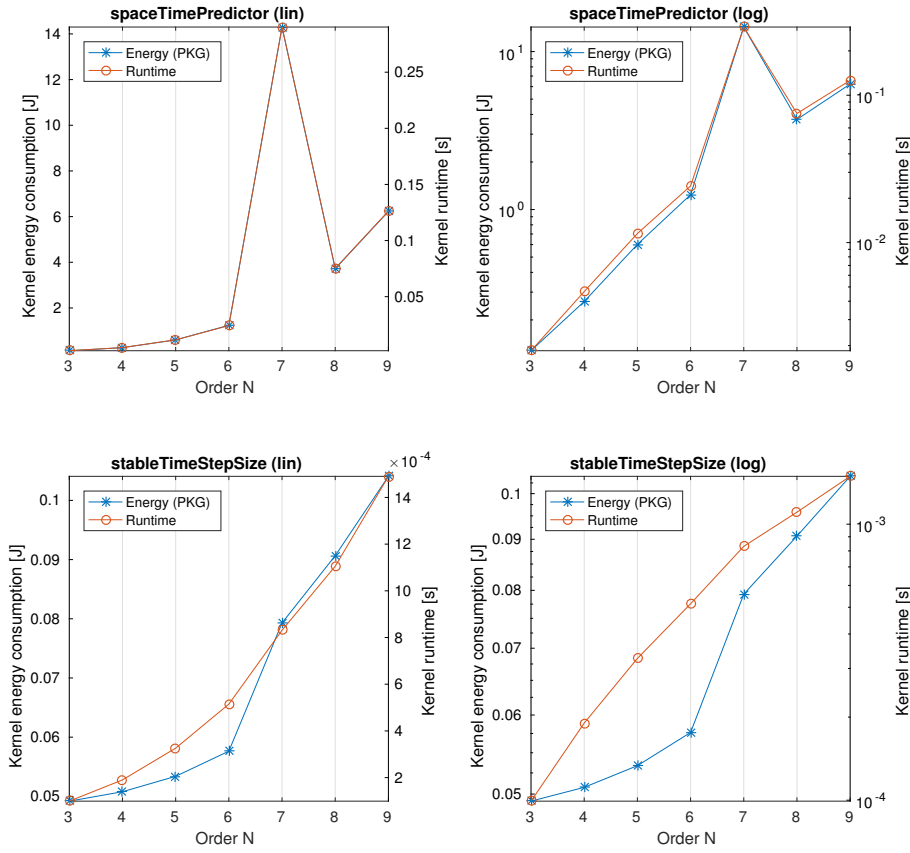 spaceTimePredictor (lin)
Kernel energy consumption [J]
14
12
10
8
6
4
2
Energy (PKG)
Runtime
0.25
0.2
0.15
0.1
0.05
Kernel runtime [s]
3 4 5 6 7 8 9
Order N
spaceTimePredictor (log)
Kernel energy consumption [J]
10^1
10^0
Energy (PKG)
Runtime
10^-1
10^-2
Kernel runtime [s]
3 4 5 6 7 8 9
Order N
stableTimeStepSize (lin)
× 10^-4
Kernel energy consumption [J]
0.1
0.09
0.08
0.07
0.06
0.05
Energy (PKG)
Runtime
14
12
10
8
6
4
2
Kernel runtime [s]
3 4 5 6 7 8 9
Order N
stableTimeStepSize (log)
Kernel energy consumption [J]
0.1
0.09
0.08
0.07
0.06
0.05
Energy (PKG)
Runtime
10^-3
10^-4
Kernel runtime [s]
3 4 5 6 7 8 9
Order N